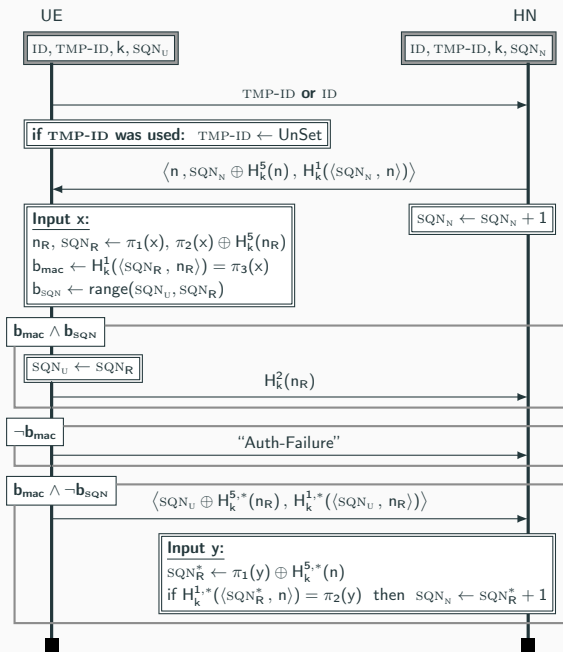 UE HN
ID, TMP-ID, k, SQN_U ID, TMP-ID, k, SQN_N
TMP-ID or ID
if TMP-ID was used: TMP-ID ← UnSet
⟨n , SQN_N ⊕ H^5_k(n) , H^1_k(⟨SQN_N , n⟩)⟩
Input x:
n_R, SQN_R ← π_1(x), π_2(x) ⊕ H^5_k(n_R)
b_mac ← H^1_k(⟨SQN_R , n_R⟩) = π_3(x)
b_SQN ← range(SQN_U, SQN_R)
SQN_N ← SQN_N + 1
b_mac ∧ b_SQN
SQN_U ← SQN_R
H^2_k(n_R)
¬b_mac
“Auth-Failure”
b_mac ∧ ¬b_SQN
⟨SQN_U ⊕ H^{5,*}_k(n_R) , H^{1,*}_k(⟨SQN_U , n_R⟩)⟩
Input y:
SQN^*_R ← π_1(y) ⊕ H^{5,*}_k(n)
if H^{1,*}_k(⟨SQN^*_R , n⟩) = π_2(y) then SQN_N ← SQN^*_R + 1